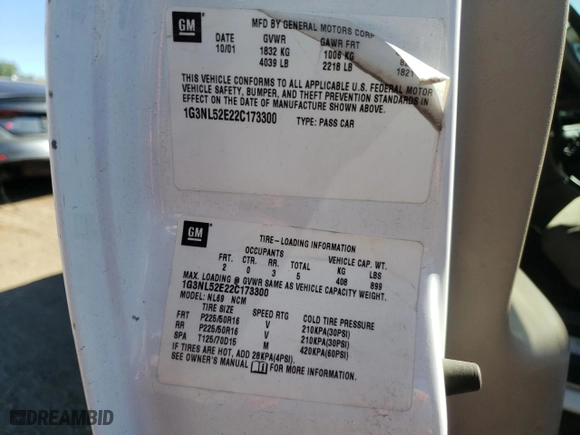 GM
MFD BY GENERAL MOTORS CORP
DATE GVWR GAWR FRT
10/01 1832 KG 1006 KG 82
4039 LB 2218 LB 1821
THIS VEHICLE CONFORMS TO ALL APPLICABLE U.S. FEDERAL MOTOR
VEHICLE SAFETY, BUMPER, AND THEFT PREVENTION STANDARDS IN
EFFECT ON THE DATE OF MANUFACTURE SHOWN ABOVE.
1G3NL52E22C173300
TYPE: PASS CAR
GM
TIRE-LOADING INFORMATION
OCCUPANTS VEHICLE CAP. WT.
FRT. CTR. RR. TOTAL KG LBS
2 0 3 5 408 899
MAX. LOADING @ GVWR SAME AS VEHICLE CAPACITY WEIGHT.
1G3NL52E22C173300
MODEL: NL69 NCM
TIRE SIZE SPEED RTG COLD TIRE PRESSURE
FRT P225/50R16 V 210KPA(30PSI)
RR P225/50R16 V 210KPA(30PSI)
SPA T125/70D15 M 420KPA(60PSI)
IF TIRES ARE HOT, ADD 28KPA(4PSI).
SEE OWNER'S MANUAL FOR MORE INFORMATION.
DREAMBID